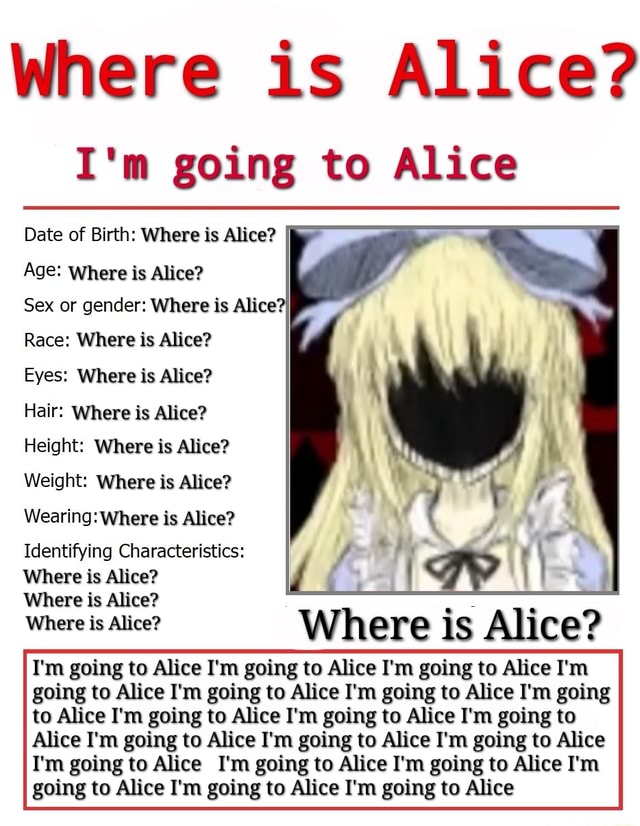 Where is Alice?
I'm going to Alice
Date of Birth: Where is Alice?
Age: Where is Alice?
Sex or gender: Where is Alice?
Race: Where is Alice?
Eyes: Where is Alice?
Hair: Where is Alice?
Height: Where is Alice?
Weight: Where is Alice?
Wearing: Where is Alice?
Identifying Characteristics:
Where is Alice?
Where is Alice?
Where is Alice?
Where is Alice?
I'm going to Alice I'm going to Alice I'm going to Alice I'm
going to Alice I'm going to Alice I'm going to Alice I'm going
to Alice I'm going to Alice I'm going to Alice I'm going to
Alice I'm going to Alice I'm going to Alice I'm going to Alice
I'm going to Alice I'm going to Alice I'm going to Alice I'm
going to Alice I'm going to Alice I'm going to Alice